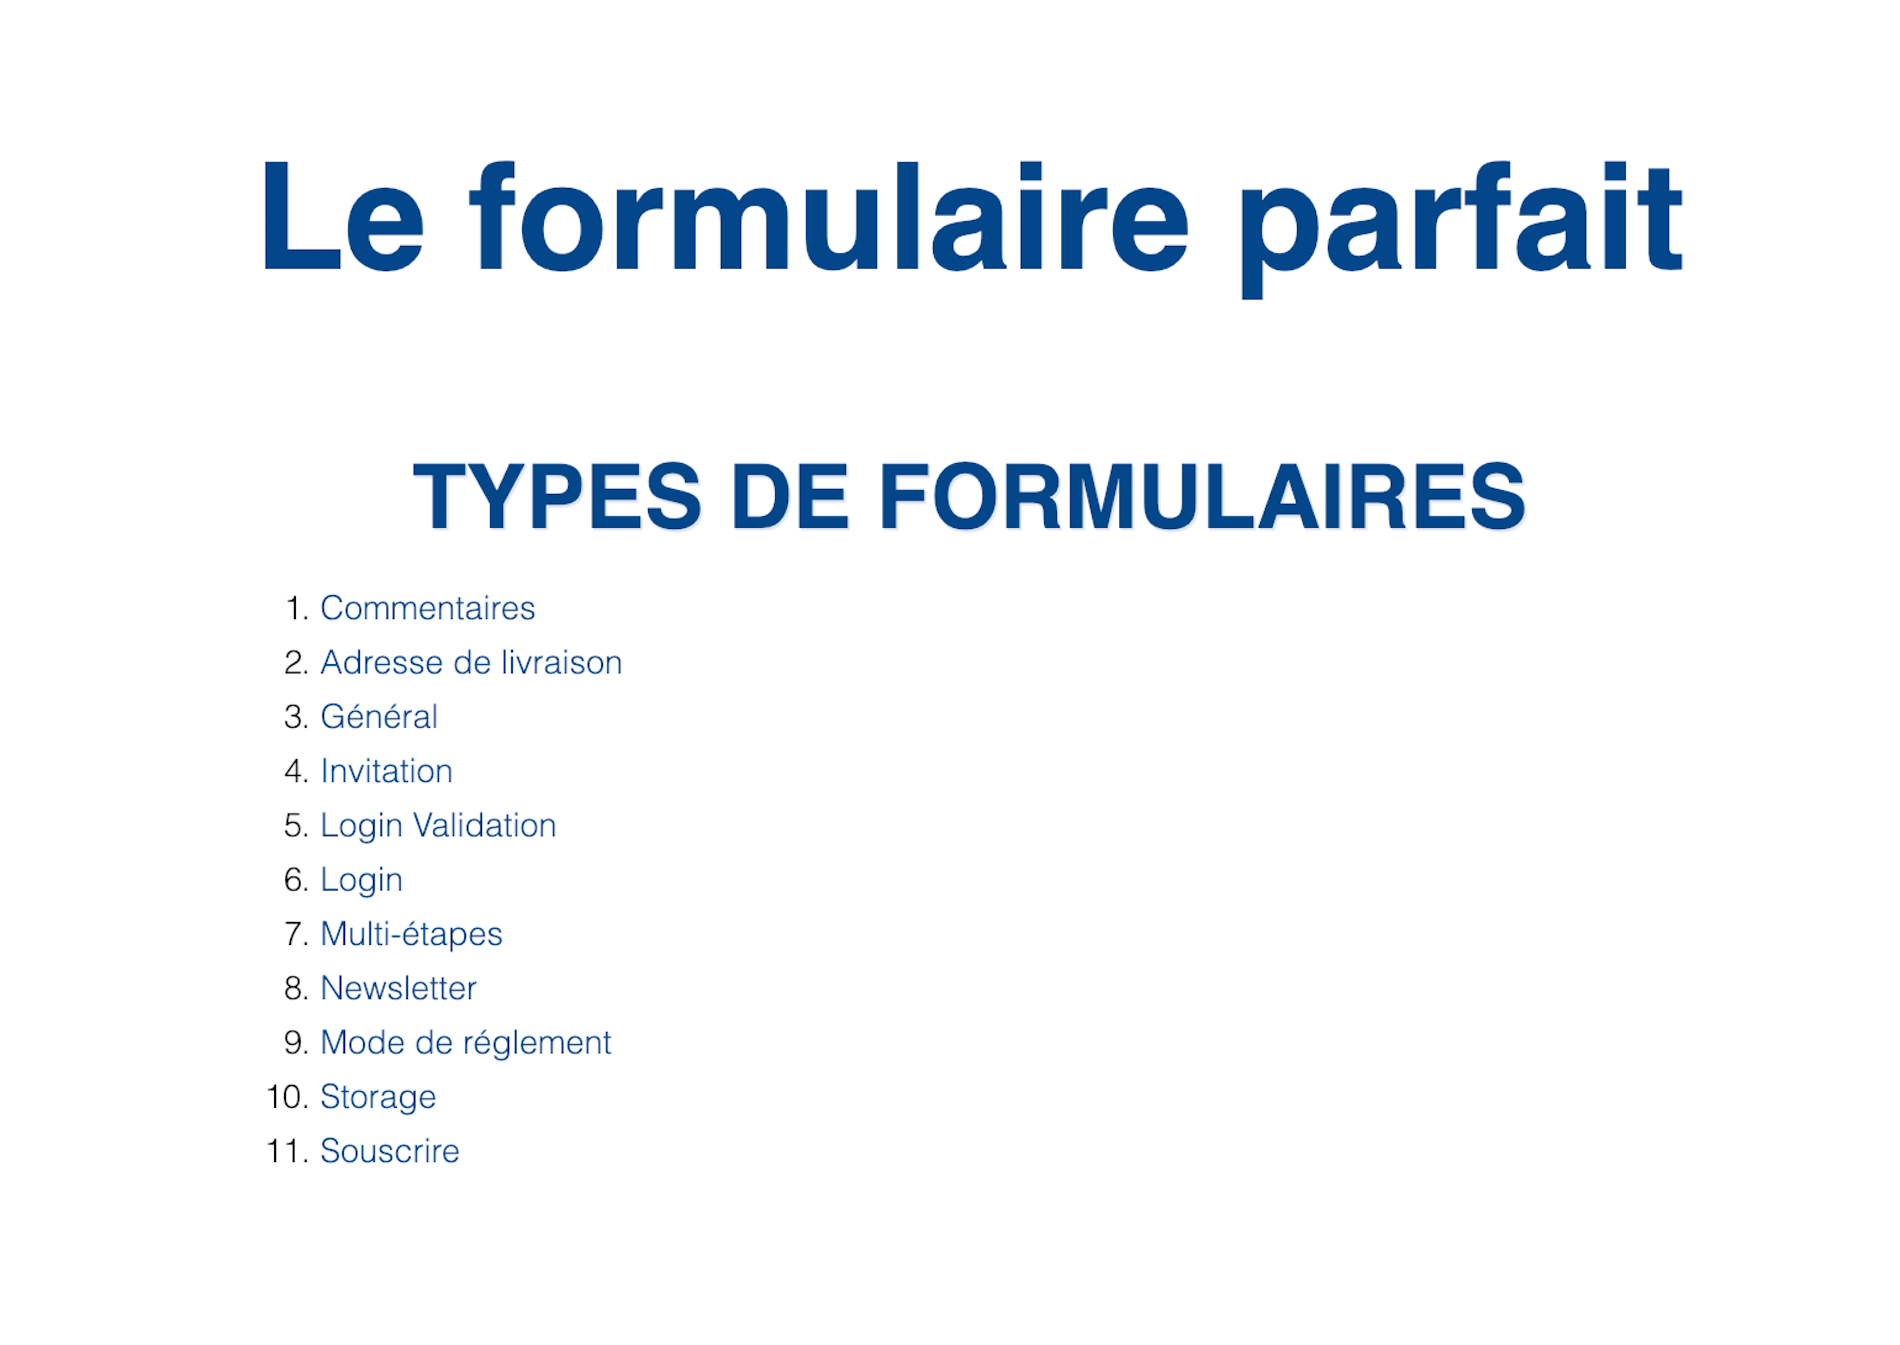 Le formulaire parfait
TYPES DE FORMULAIRES
1. Commentaires
2. Adresse de livraison
3. Général
4. Invitation
5. Login Validation
6. Login
7. Multi-étapes
8. Newsletter
9. Mode de réglement
10. Storage
11. Souscrire